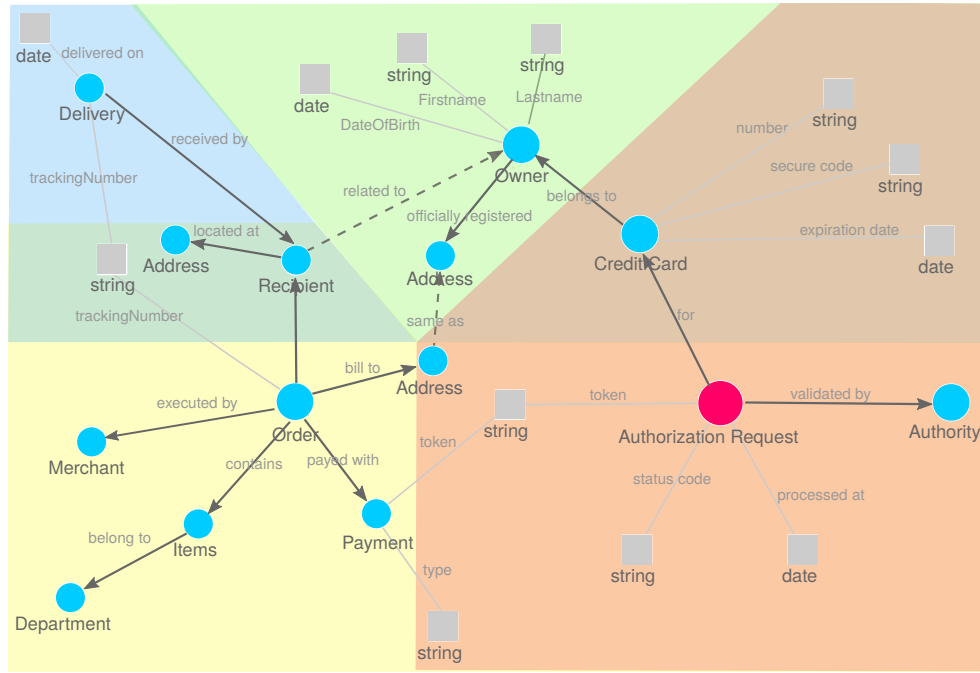 date
delivered on
string
string
Delivery
date
Firstname
Lastname
DateOfBirth
number
string
received by
Owner
secure code
string
trackingNumber
related to
belongs to
officially registered
located at
expiration date
Address
string
Recipient
Address
Credit Card
date
trackingNumber
same as
for
bill to
Address
executed by
token
validated by
Order
string
Authorization Request
Authority
Merchant
contains
payed with
token
status code
processed at
belong to
Items
Payment
type
string
date
Department
string